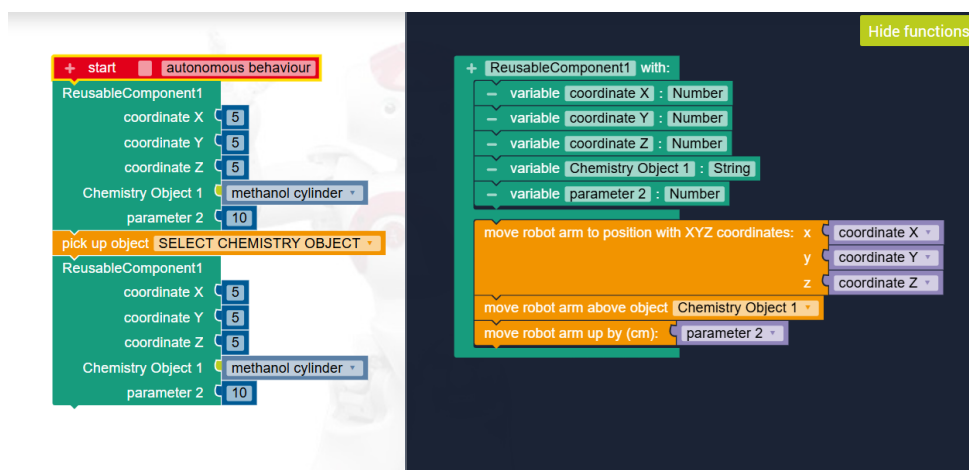 Hide functions
+ start autonomous behaviour
ReusableComponent1
coordinate X 5
coordinate Y 5
coordinate Z 5
Chemistry Object 1 methanol cylinder
parameter 2 10
pick up object SELECT CHEMISTRY OBJECT
ReusableComponent1
coordinate X 5
coordinate Y 5
coordinate Z 5
Chemistry Object 1 methanol cylinder
parameter 2 10
+ ReusableComponent1 with:
– variable coordinate X : Number
– variable coordinate Y : Number
– variable coordinate Z : Number
– variable Chemistry Object 1 : String
– variable parameter 2 : Number
move robot arm to position with XYZ coordinates: x coordinate X
y coordinate Y
z coordinate Z
move robot arm above object Chemistry Object 1
move robot arm up by (cm): parameter 2